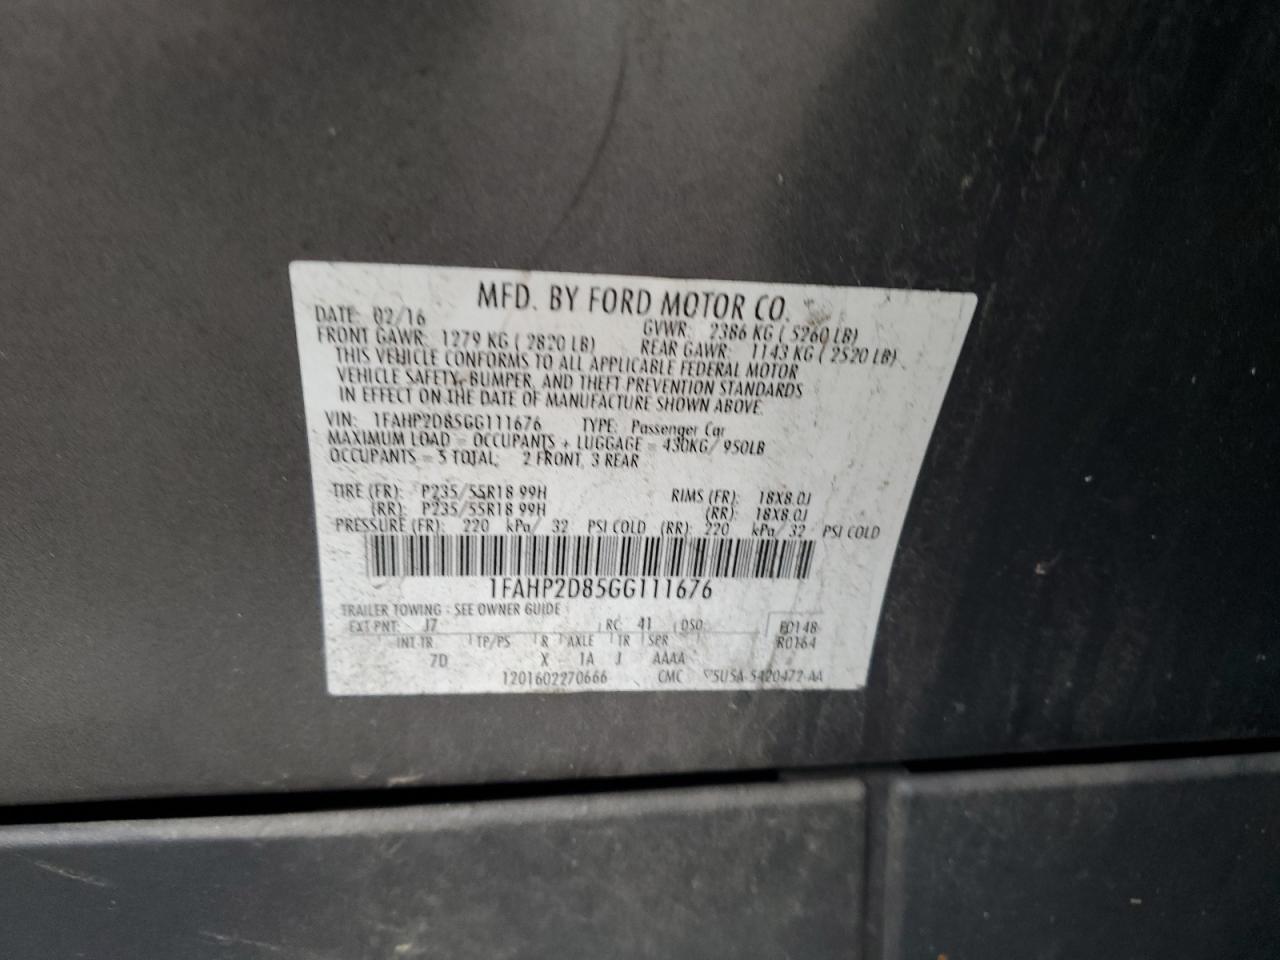 MFD. BY FORD MOTOR CO.
DATE: 02/16 GVWR: 2386 KG ( 5260 LB)
FRONT GAWR: 1279 KG ( 2820 LB) REAR GAWR: 1143 KG ( 2520 LB)
THIS VEHICLE CONFORMS TO ALL APPLICABLE FEDERAL MOTOR
VEHICLE SAFETY, BUMPER, AND THEFT PREVENTION STANDARDS
IN EFFECT ON THE DATE OF MANUFACTURE SHOWN ABOVE.
VIN: 1FAHP2D85GG111676 TYPE: Passenger Car
MAXIMUM LOAD = OCCUPANTS + LUGGAGE = 430KG/ 950LB
OCCUPANTS = 5 TOTAL; 2 FRONT, 3 REAR
TIRE (FR): P235/55R18 99H RIMS (FR): 18X8.0J
(RR): P235/55R18 99H (RR): 18X8.0J
PRESSURE (FR): 220 kPa/ 32 PSI COLD (RR): 220 kPa/ 32 PSI COLD
1FAHP2D85GG111676
TRAILER TOWING - SEE OWNER GUIDE
EXT PNT: J7 RC: 41 DSO: F0148
INT TR TP/PS R AXLE TR SPR R0164
7D X 1A J AAAA
1201602270666 CMC 5U5A-5420472-AA